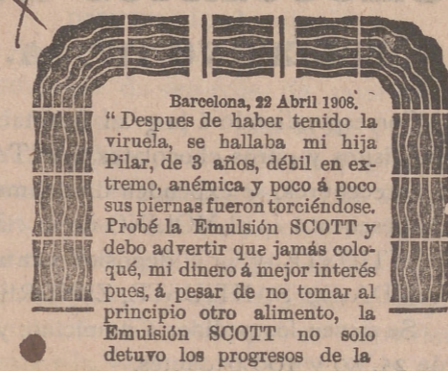 Barcelona, 22 Abril 1908.
“ Despues de haber tenido la
viruela, se hallaba mi hija
Pilar, de 3 años, débil en ex-
tremo, anémica y poco á poco
sus piernas fueron torciéndose.
Probé la Emulsión SCOTT y
debo advertir que jamás colo-
qué, mi dinero á mejor interés
pues, á pesar de no tomar al
principio otro alimento, la
Emulsión SCOTT no solo
detuvo los progresos de la